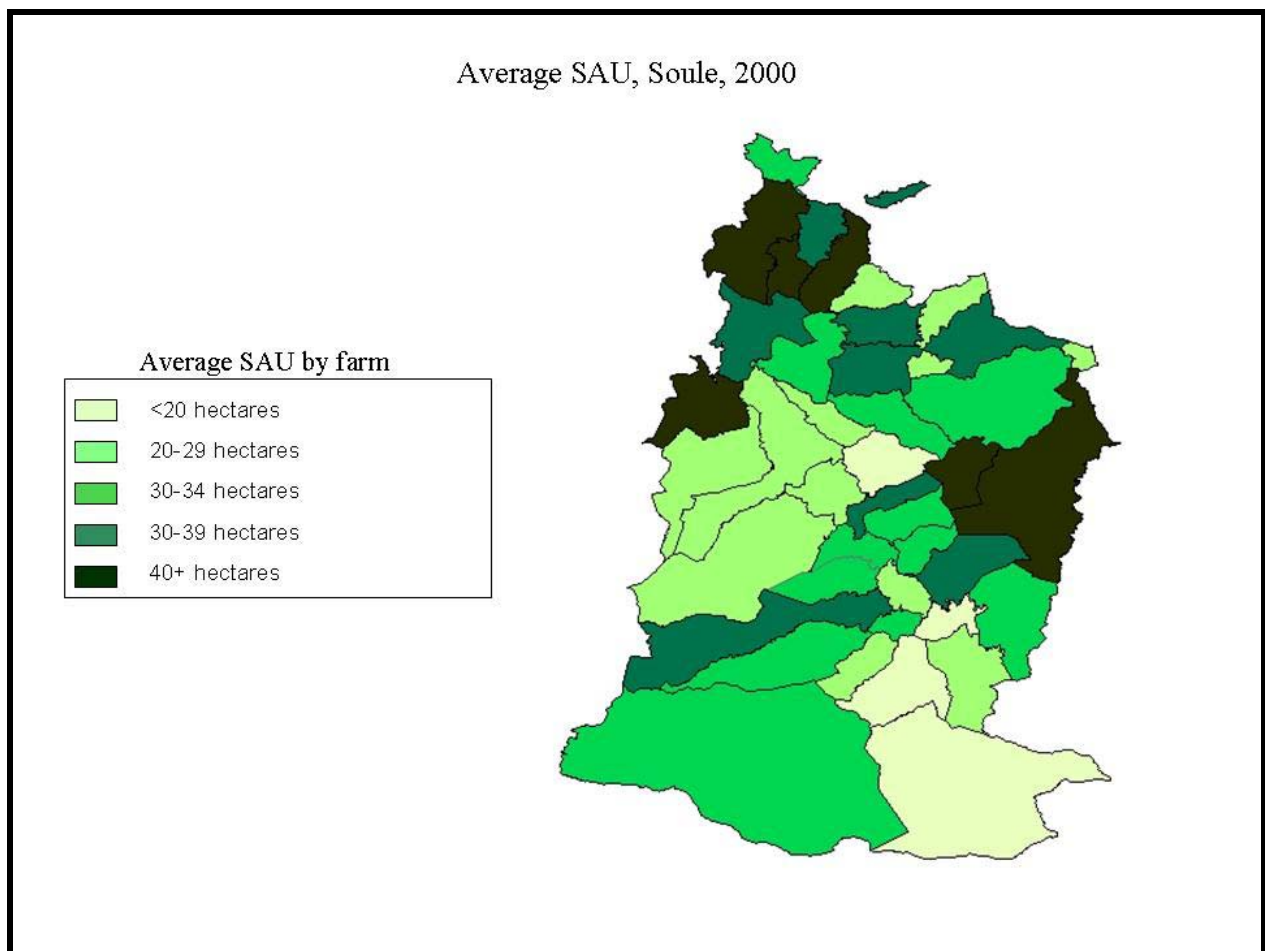 Average SAU, Soule, 2000
Average SAU by farm
<20 hectares
20-29 hectares
30-34 hectares
30-39 hectares
40+ hectares